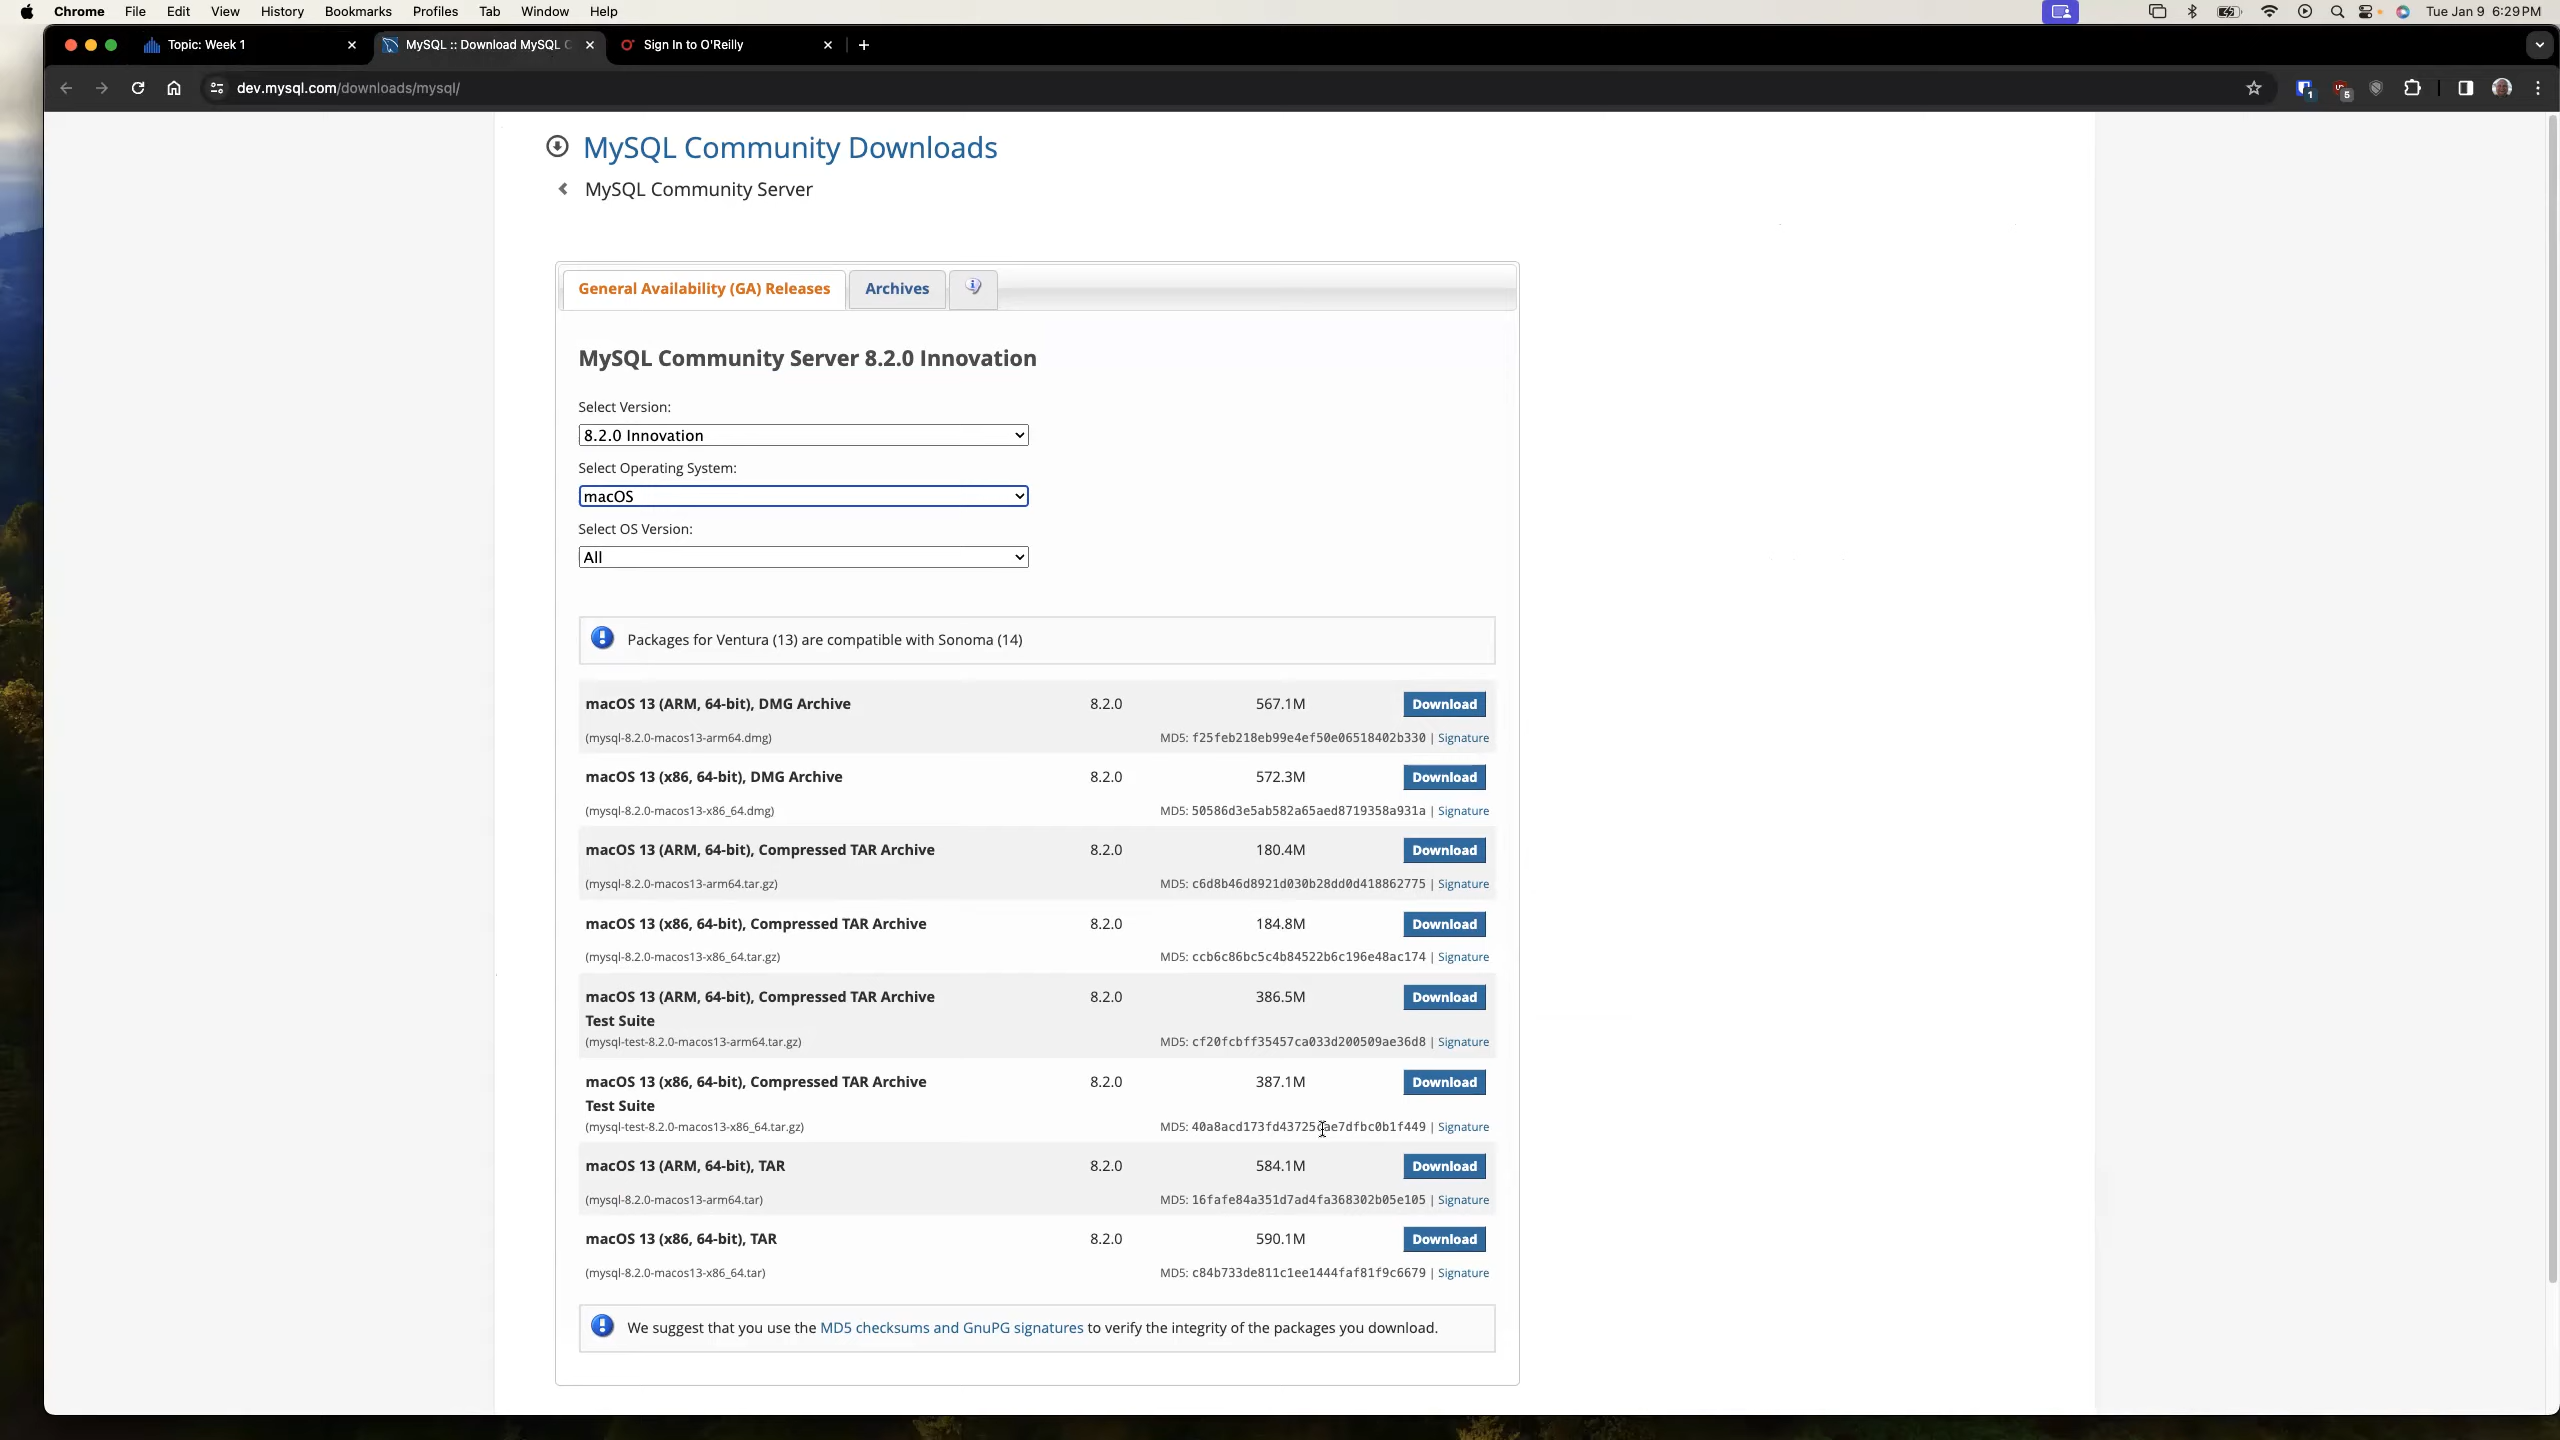 Chrome File Edit View History Bookmarks Profiles Tab Window Help Tue Jan 9 6:29 PM
Topic: Week 1 MySQL :: Download MySQL C Sign In to O'Reilly
dev.mysql.com/downloads/mysql/ 1 5
MySQL Community Downloads
MySQL Community Server
General Availability (GA) Releases Archives
MySQL Community Server 8.2.0 Innovation
Select Version:
8.2.0 Innovation
Select Operating System:
macOS
Select OS Version:
All
Packages for Ventura (13) are compatible with Sonoma (14)
macOS 13 (ARM, 64-bit), DMG Archive 8.2.0 567.1M Download
(mysql-8.2.0-macos13-arm64.dmg) MD5: f25feb218eb99e4ef50e06518402b330 | Signature
macOS 13 (x86, 64-bit), DMG Archive 8.2.0 572.3M Download
(mysql-8.2.0-macos13-x86_64.dmg) MD5: 50586d3e5ab582a65aed8719358a931a | Signature
macOS 13 (ARM, 64-bit), Compressed TAR Archive 8.2.0 180.4M Download
(mysql-8.2.0-macos13-arm64.tar.gz) MD5: c6d8b46d8921d030b28dd0d418862775 | Signature
macOS 13 (x86, 64-bit), Compressed TAR Archive 8.2.0 184.8M Download
(mysql-8.2.0-macos13-x86_64.tar.gz) MD5: ccb6c86bc5c4b84522b6c196e48ac174 | Signature
macOS 13 (ARM, 64-bit), Compressed TAR Archive 8.2.0 386.5M Download
Test Suite
(mysql-test-8.2.0-macos13-arm64.tar.gz) MD5: cf20fcbff35457ca033d200509ae36d8 | Signature
macOS 13 (x86, 64-bit), Compressed TAR Archive 8.2.0 387.1M Download
Test Suite
(mysql-test-8.2.0-macos13-x86_64.tar.gz) MD5: | Signature
macOS 13 (ARM, 64-bit), TAR 8.2.0 584.1M Download
(mysql-8.2.0-macos13-arm64.tar) MD5: 16fafe84a351d7ad4fa368302b05e105 | Signature
macOS 13 (x86, 64-bit), TAR 8.2.0 590.1M Download
(mysql-8.2.0-macos13-x86_64.tar) MD5: c84b733de811c1ee1444faf81f9c6679 | Signature
We suggest that you use the MD5 checksums and GnuPG signatures to verify the integrity of the packages you download.